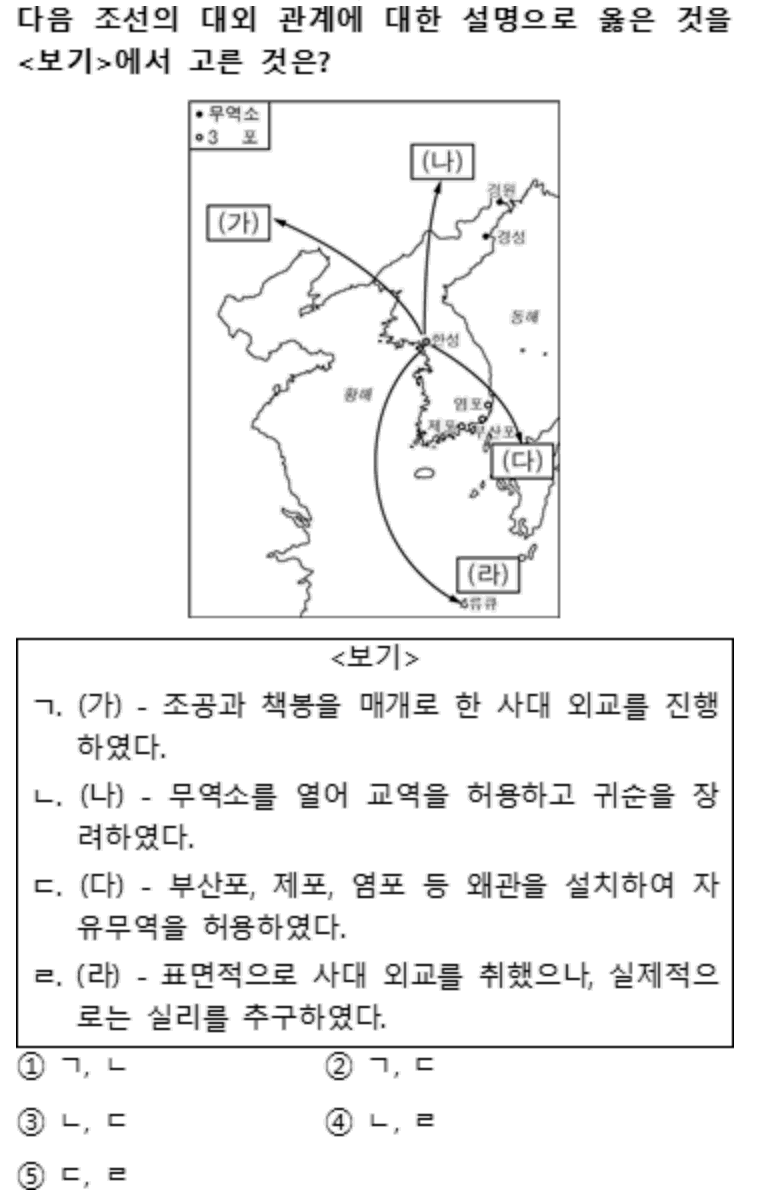 다음 조선의 대외 관계에 대한 설명으로 옳은 것을
<보기>에서 고른 것은?
• 무역소
∘ 3 포
(나)
경원
(가)
경성
동해
한성
황해
염포
제포
부산포
(다)
(라)
류큐
<보기>
ㄱ. (가) - 조공과 책봉을 매개로 한 사대 외교를 진행
하였다.
ㄴ. (나) - 무역소를 열어 교역을 허용하고 귀순을 장
려하였다.
ㄷ. (다) - 부산포, 제포, 염포 등 왜관을 설치하여 자
유무역을 허용하였다.
ㄹ. (라) - 표면적으로 사대 외교를 취했으나, 실제적으
로는 실리를 추구하였다.
① ㄱ, ㄴ ② ㄱ, ㄷ
③ ㄴ, ㄷ ④ ㄴ, ㄹ
⑤ ㄷ, ㄹ